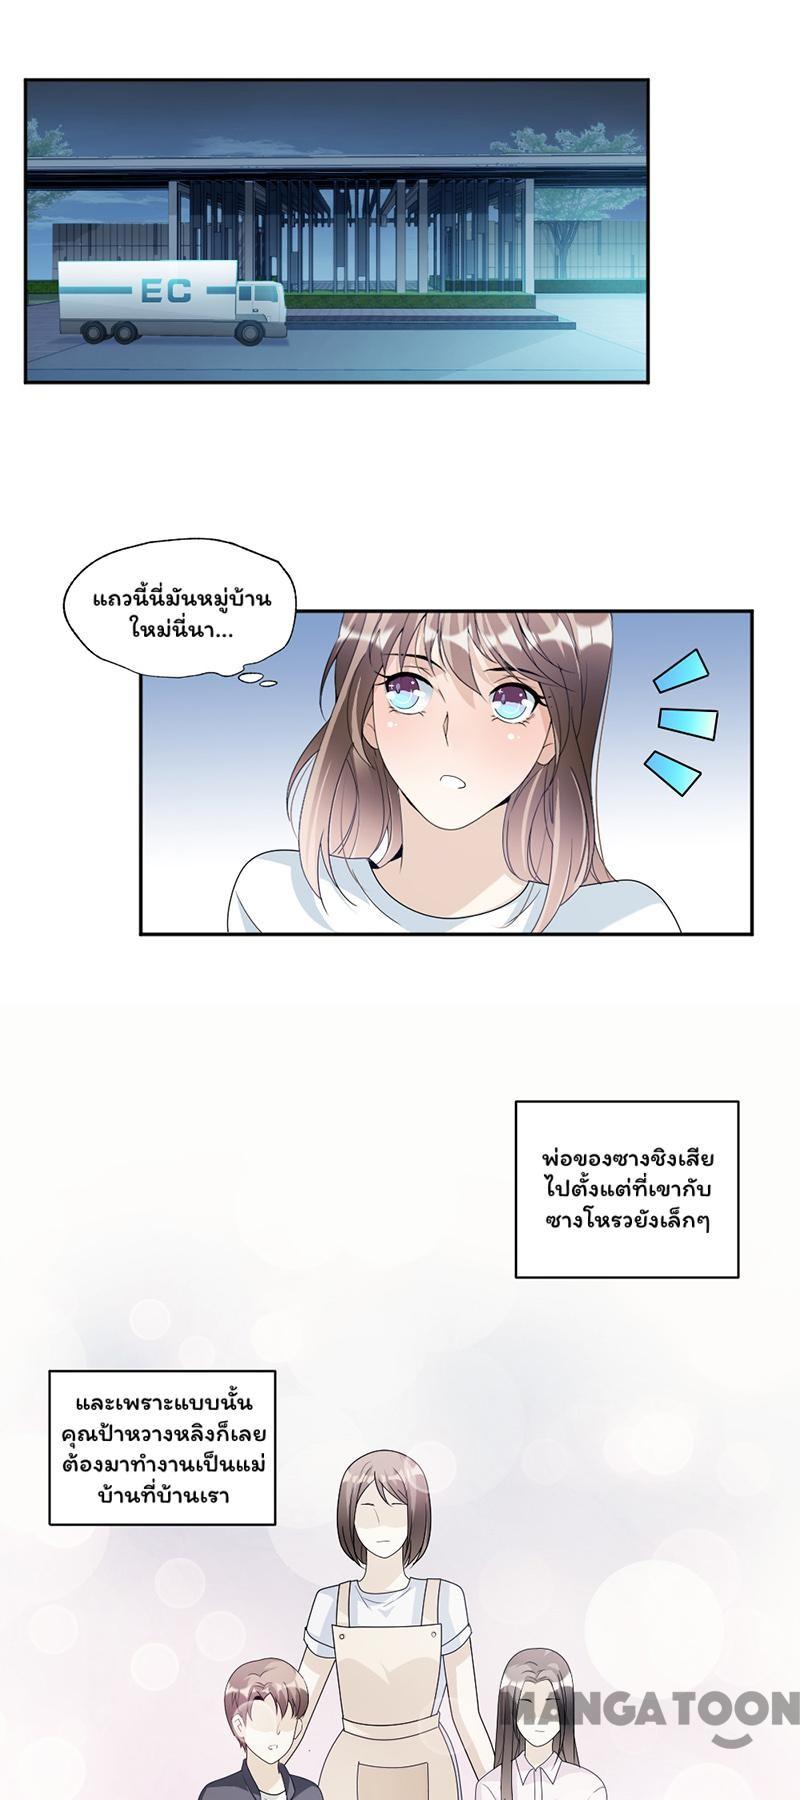 EC
แถวนี้นี่มันหมู่บ้าน
ใหม่นี่นา...
พ่อของซางชิงเสีย
ไปตั้งแต่ที่เขากับ
ซางโหรวยังเล็กๆ
และเพราะแบบนั้น
คุณป้าหวางหลิงก็เลย
ต้องมาทำงานเป็นแม่
บ้านที่บ้านเรา
MANGATOON